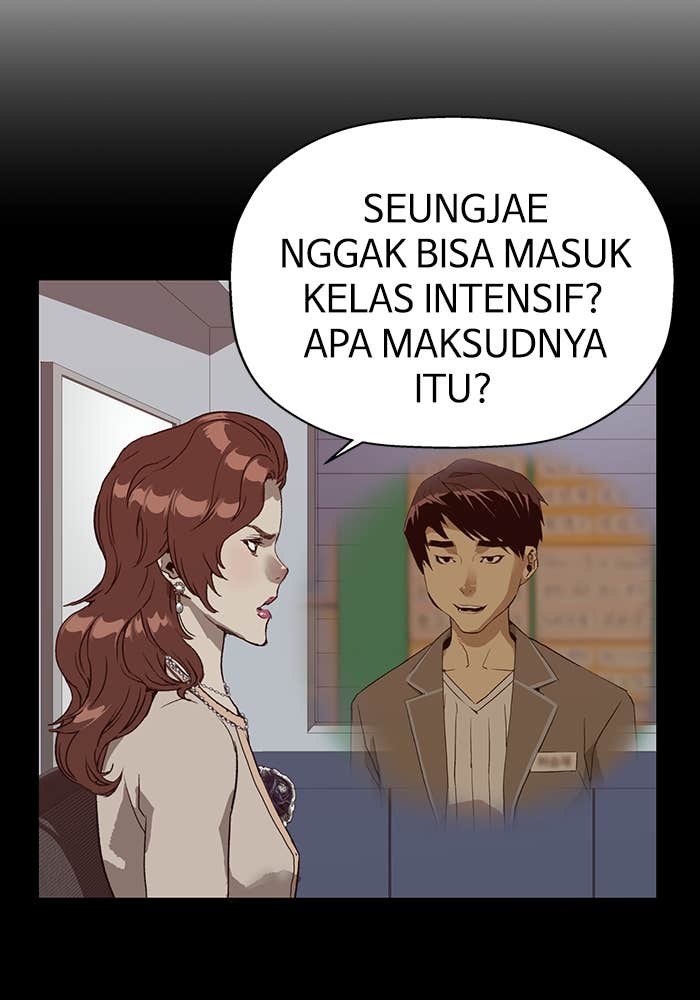 SEUNGJAE
NGGAK BISA MASUK
KELAS INTENSIF?
APA MAKSUDNYA
ITU?